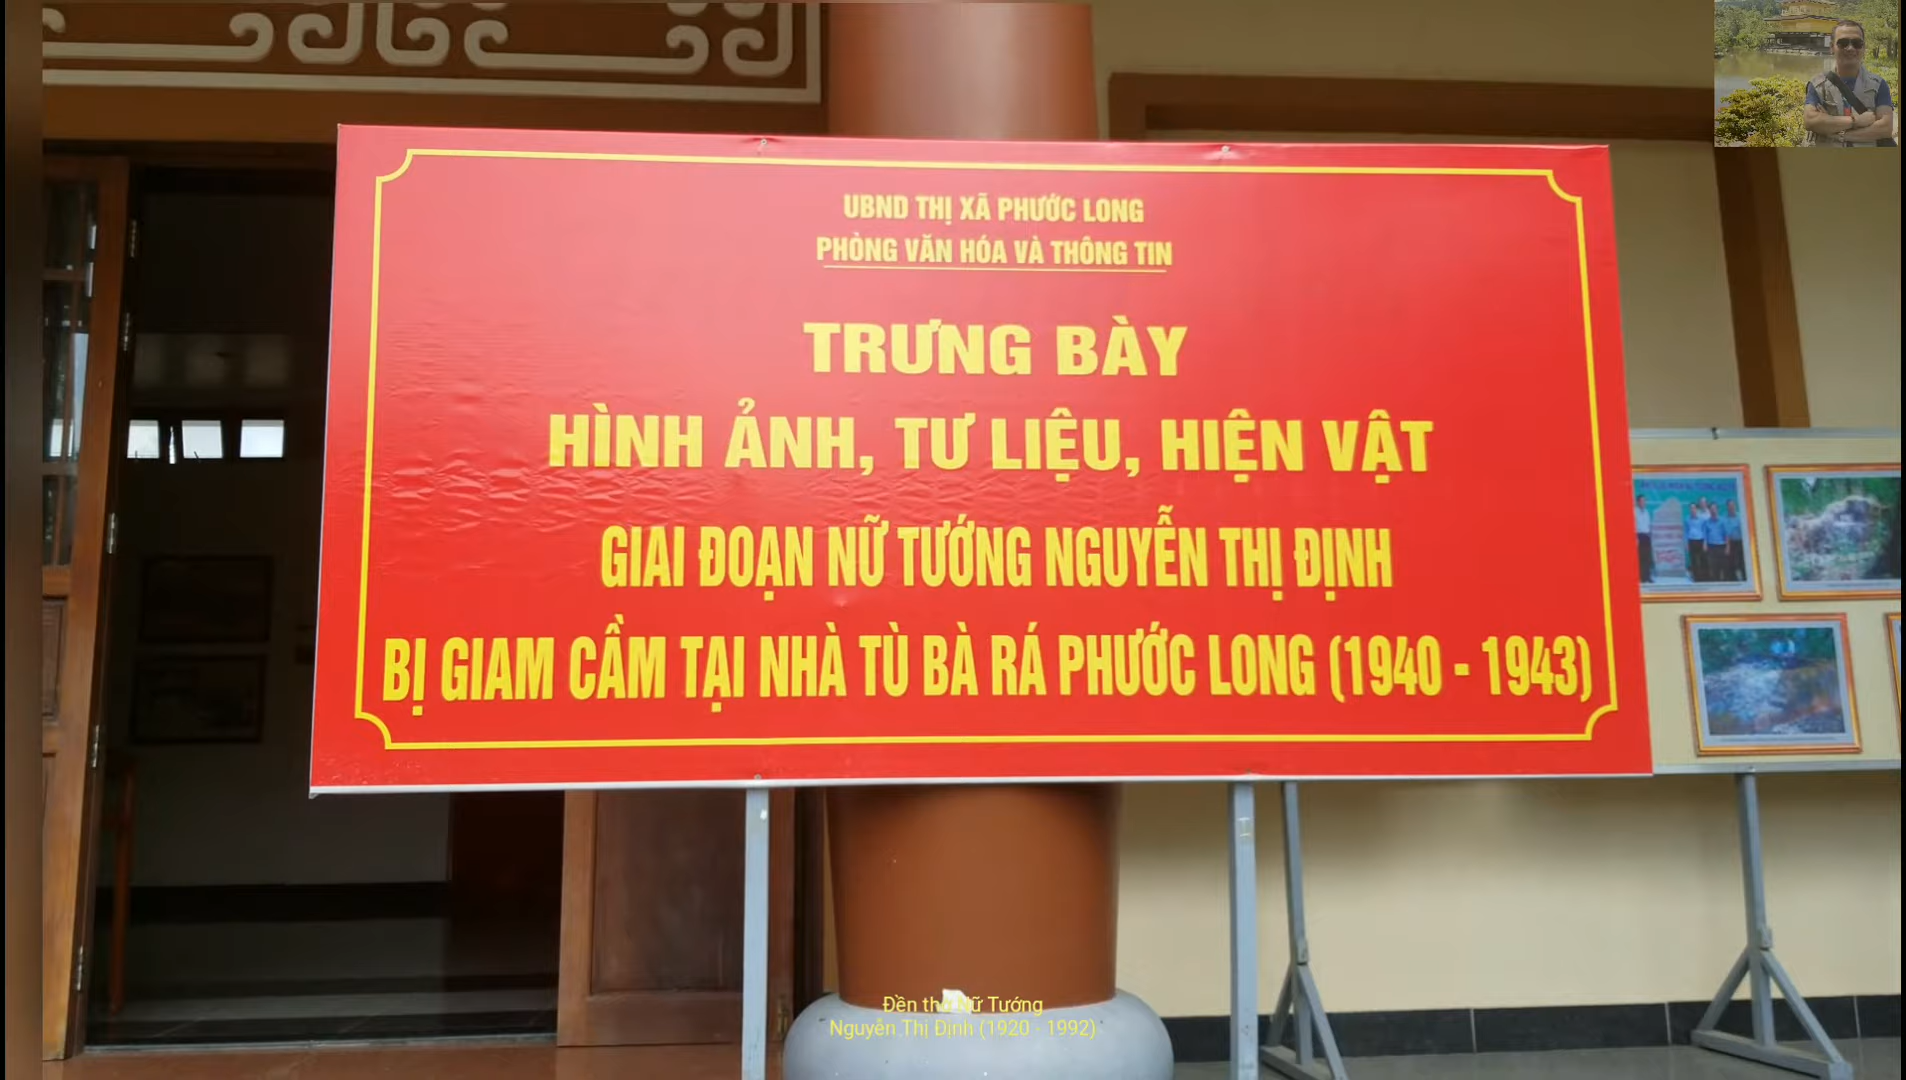 UBND THỊ XÃ PHƯỚC LONG
PHÒNG VĂN HÓA VÀ THÔNG TIN
TRƯNG BÀY
HÌNH ẢNH, TƯ LIỆU, HIỆN VẬT
GIAI ĐOẠN NỮ TƯỚNG NGUYỄN THỊ ĐỊNH
BỊ GIAM CẦM TẠI NHÀ TÙ BÀ RÁ PHƯỚC LONG (1940 - 1943)
Đền thờ Nữ Tướng
Nguyễn Thị Định (1920 - 1992)